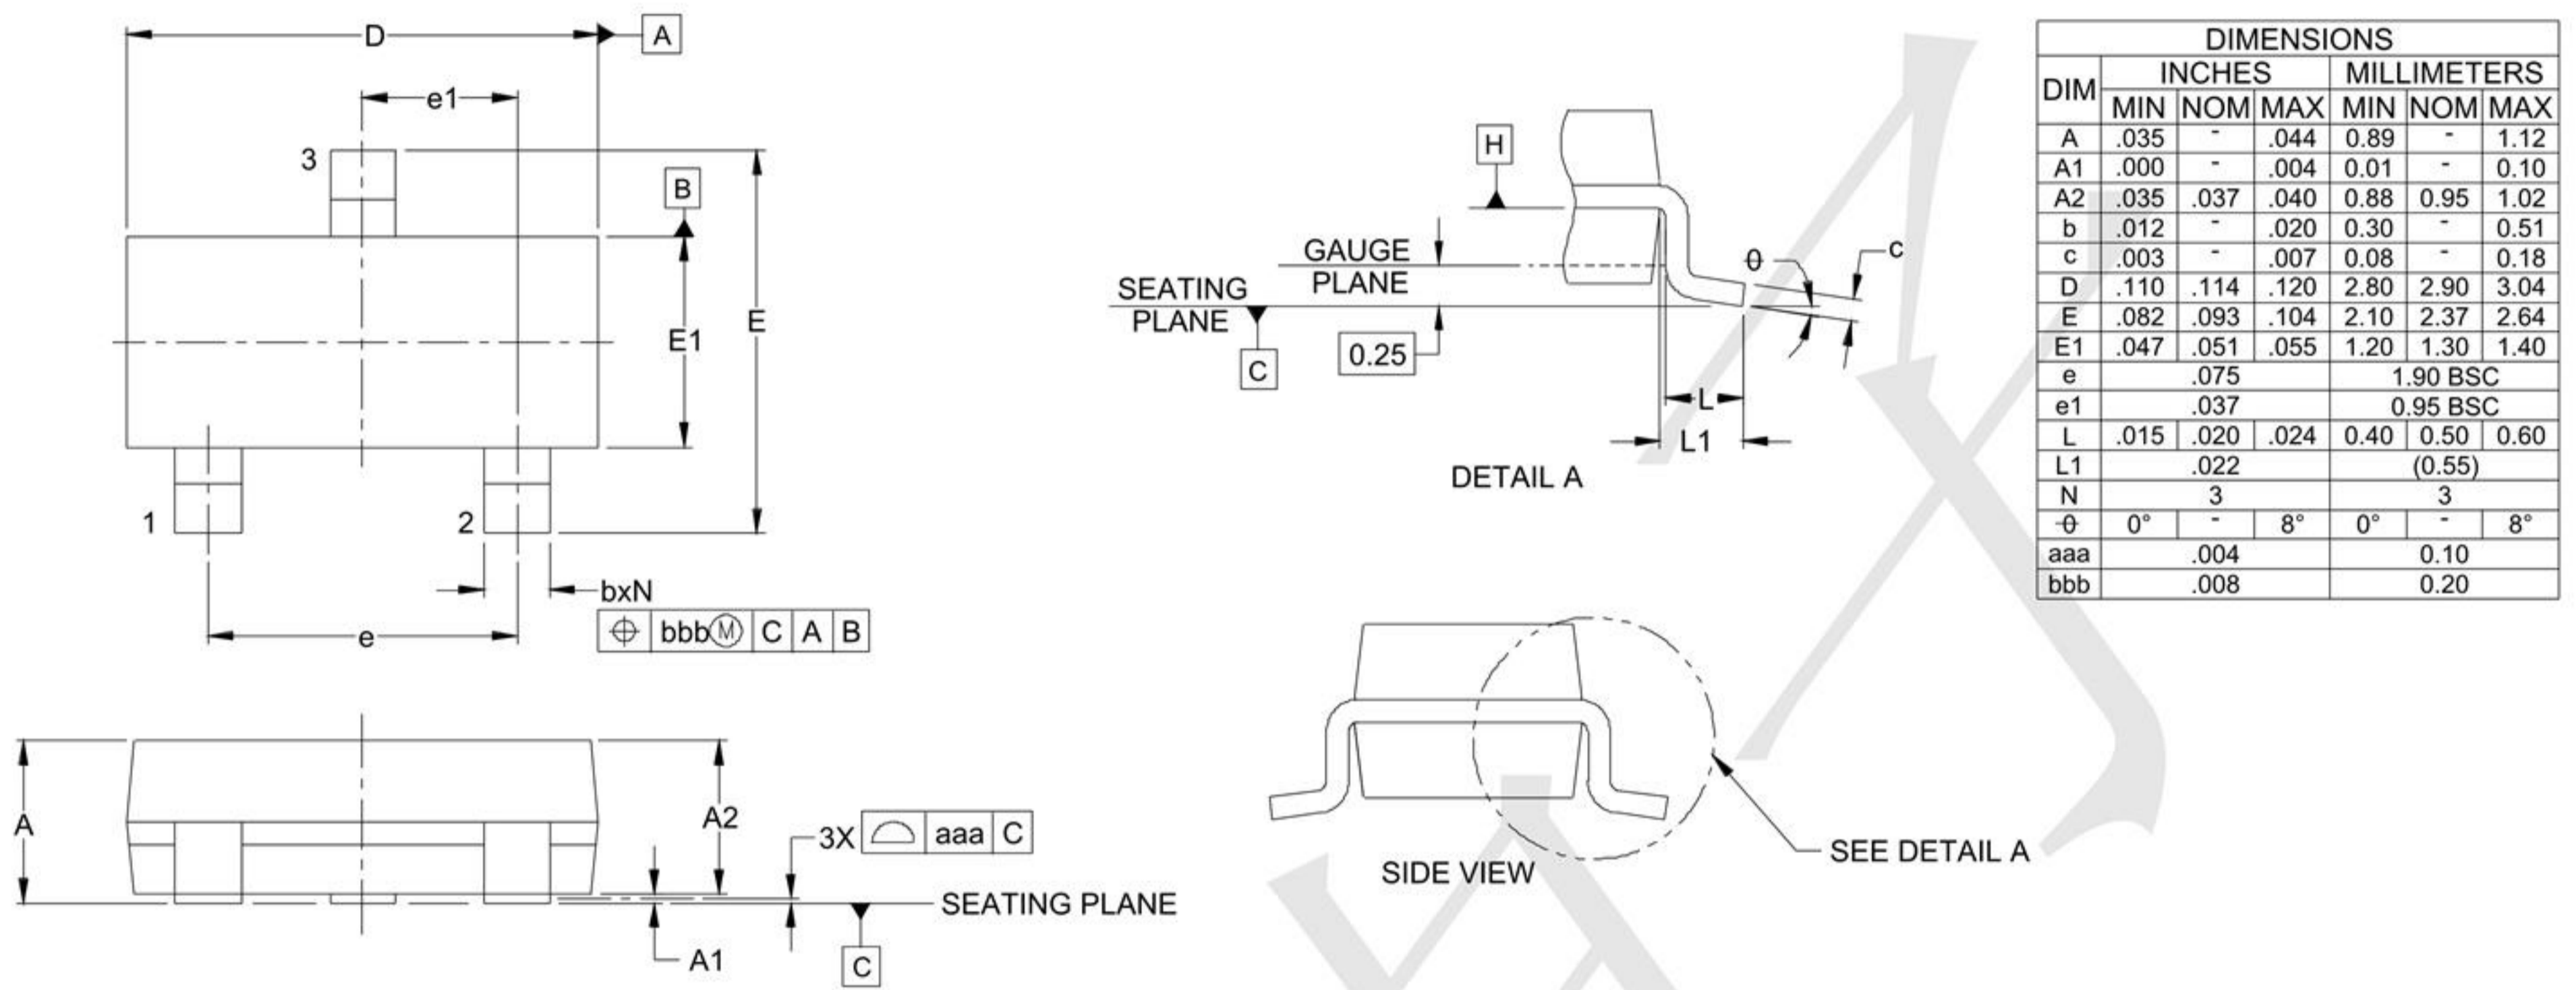 D
A
e1
3
B
E1
E
1
2
bxN
e
⌖ bbbⓂ C A B
A
A2
3X ⌓ aaa C
SEATING PLANE
A1
C
H
GAUGE
PLANE
SEATING
PLANE
C
0.25
θ
c
L
L1
DETAIL A
SIDE VIEW
SEE DETAIL A
DIMENSIONS
DIM INCHES MILLIMETERS
MIN NOM MAX MIN NOM MAX
A .035 - .044 0.89 - 1.12
A1 .000 - .004 0.01 - 0.10
A2 .035 .037 .040 0.88 0.95 1.02
b .012 - .020 0.30 - 0.51
c .003 - .007 0.08 - 0.18
D .110 .114 .120 2.80 2.90 3.04
E .082 .093 .104 2.10 2.37 2.64
E1 .047 .051 .055 1.20 1.30 1.40
e .075 1.90 BSC
e1 .037 0.95 BSC
L .015 .020 .024 0.40 0.50 0.60
L1 .022 (0.55)
N 3 3
θ 0° - 8° 0° - 8°
aaa .004 0.10
bbb .008 0.20